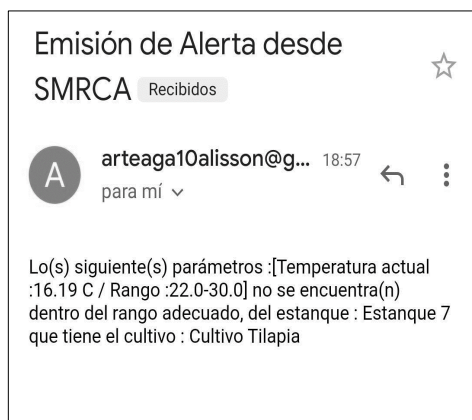 Emisión de Alerta desde
SMRCA Recibidos
A
arteaga10alisson@g... 18:57
para mí
Lo(s) siguiente(s) parámetros :[Temperatura actual
:16.19 C / Rango :22.0-30.0] no se encuentra(n)
dentro del rango adecuado, del estanque : Estanque 7
que tiene el cultivo : Cultivo Tilapia